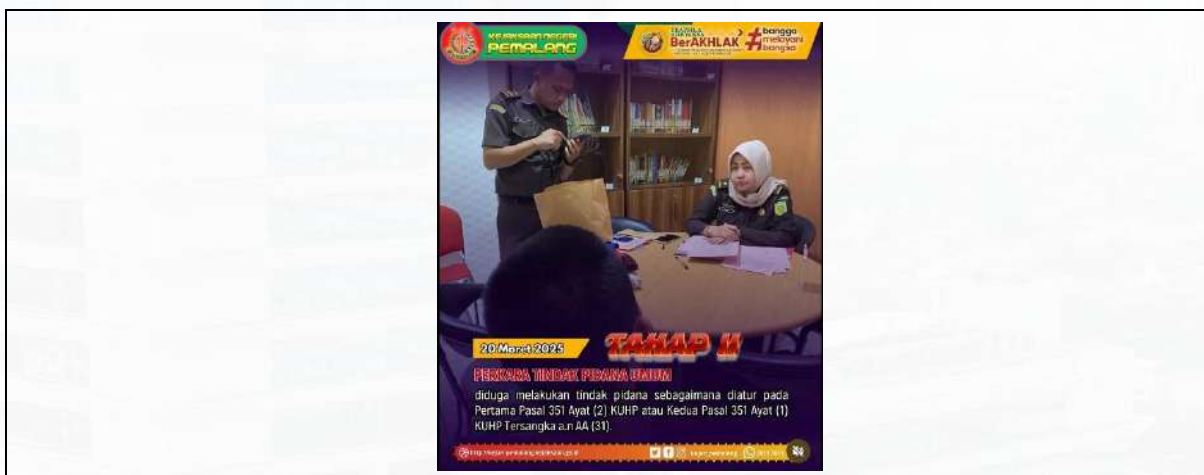 KEJAKSAAN NEGERI
PEMALANG
BerAKHLAK
#bangga
melayani
bangsa
20 Maret 2025
TAHAP II
PERKARA TINDAK PIDANA UMUM
diduga melakukan tindak pidana sebagaimana diatur pada
Pertama Pasal 351 Ayat (2) KUHP atau Kedua Pasal 351 Ayat (1)
KUHP Tersangka a.n AA (31).